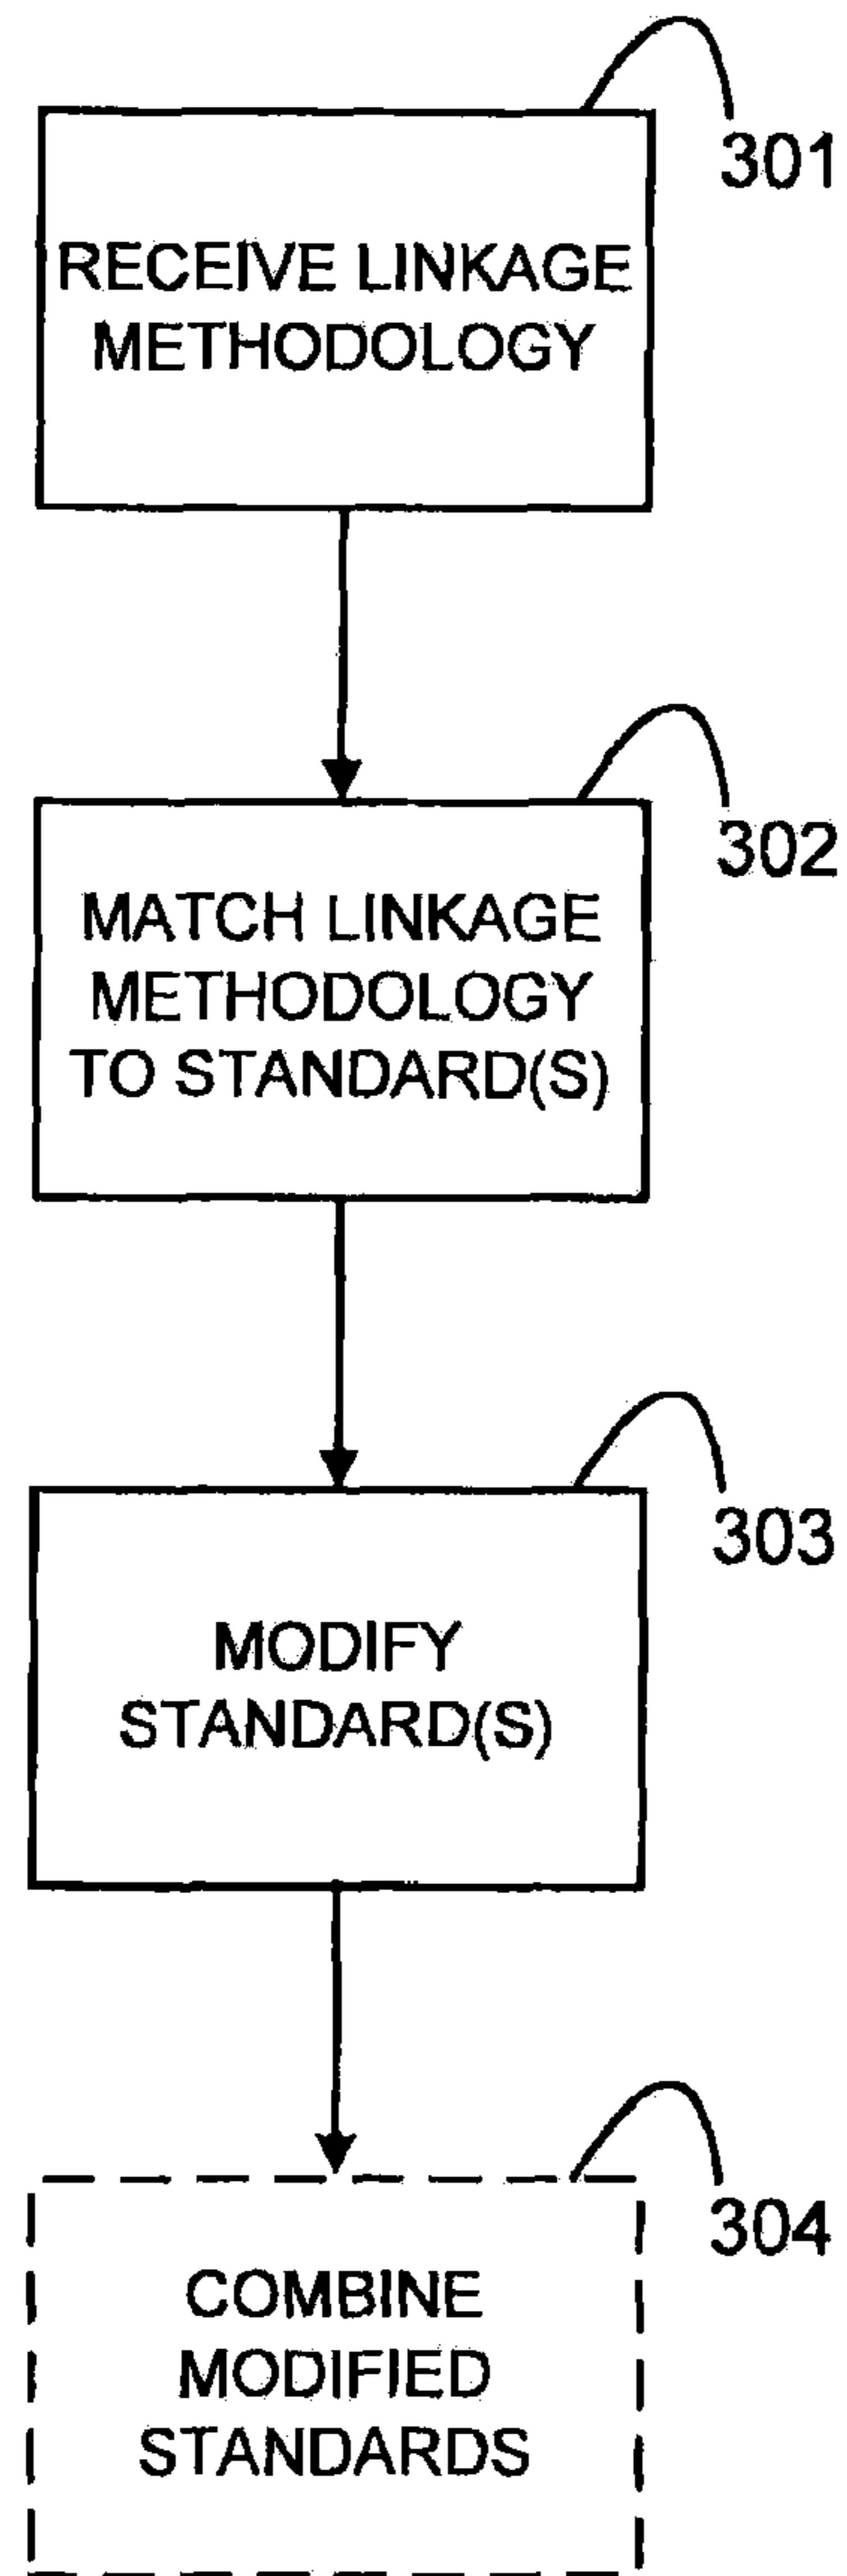 301
RECEIVE LINKAGE
METHODOLOGY
302
MATCH LINKAGE
METHODOLOGY
TO STANDARD(S)
303
MODIFY
STANDARD(S)
304
COMBINE
MODIFIED
STANDARDS